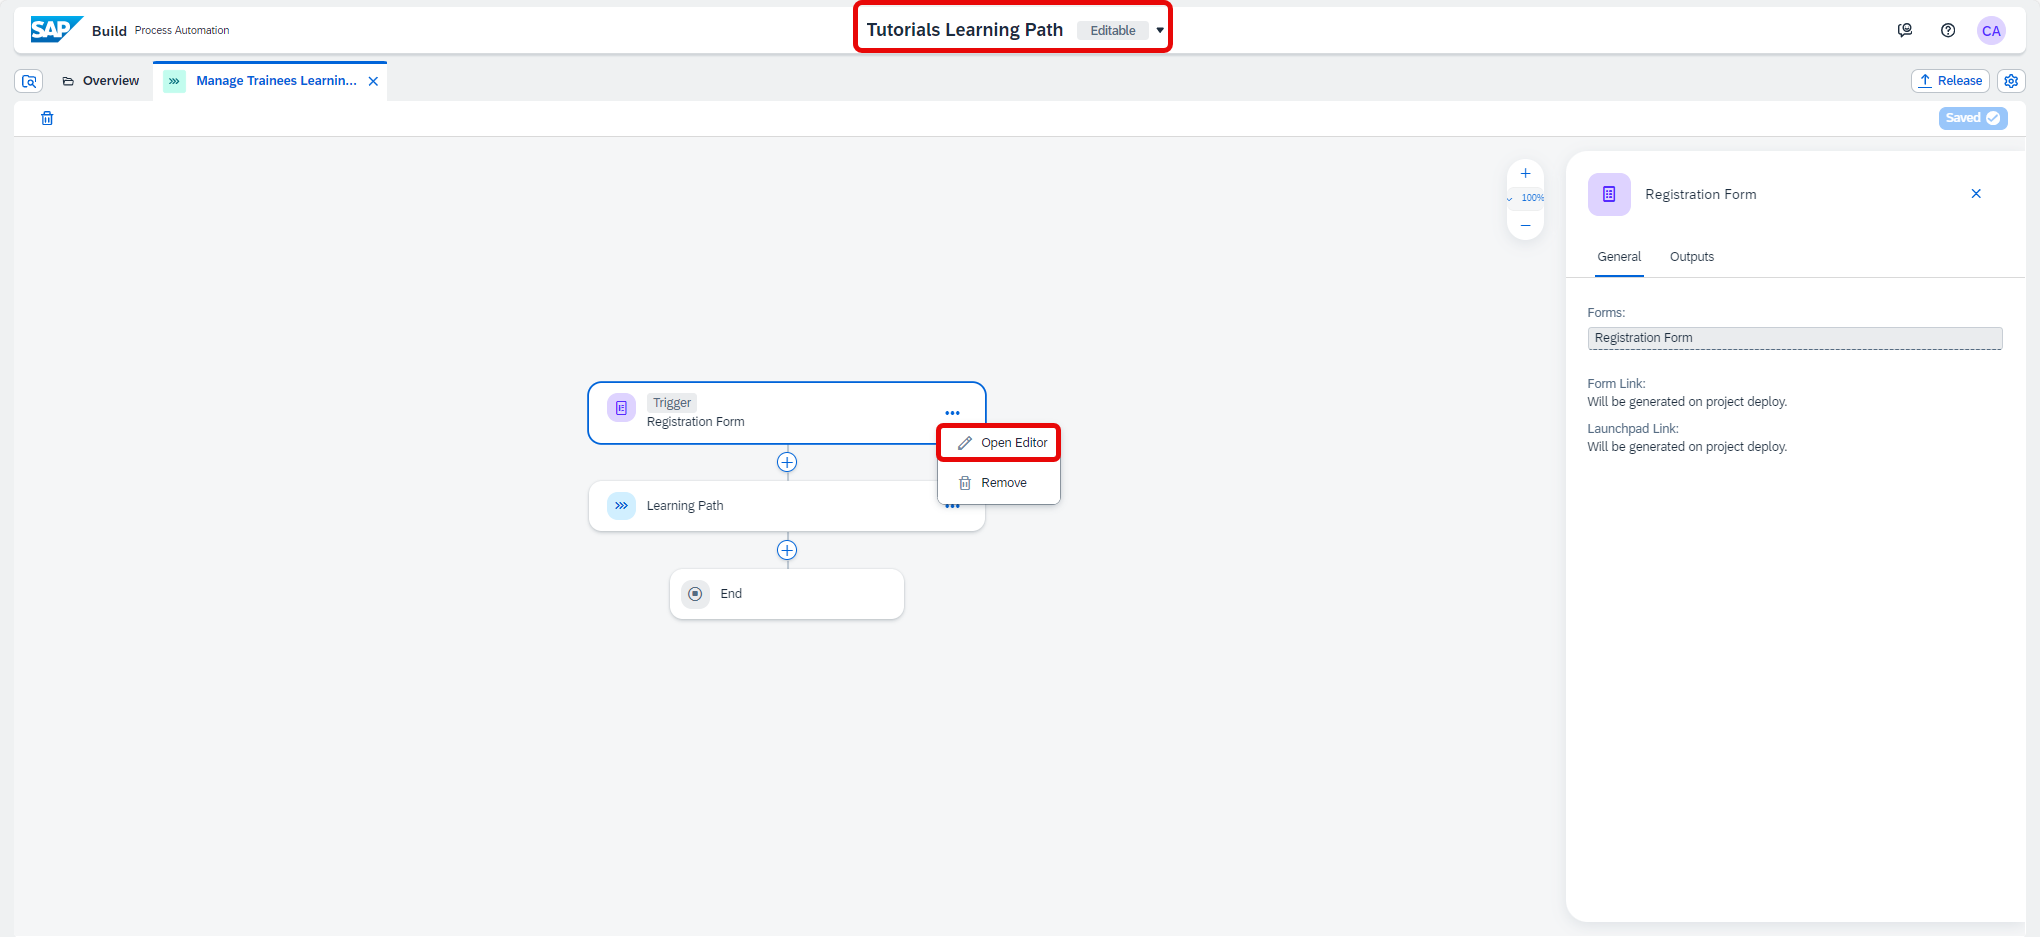 SAP Build Process Automation
Tutorials Learning Path Editable
CA
Overview
Manage Trainees Learnin...
Release
Saved
100%
Registration Form
General Outputs
Forms:
Registration Form
Form Link:
Will be generated on project deploy.
Launchpad Link:
Will be generated on project deploy.
Trigger
Registration Form
Open Editor
Remove
Learning Path
End